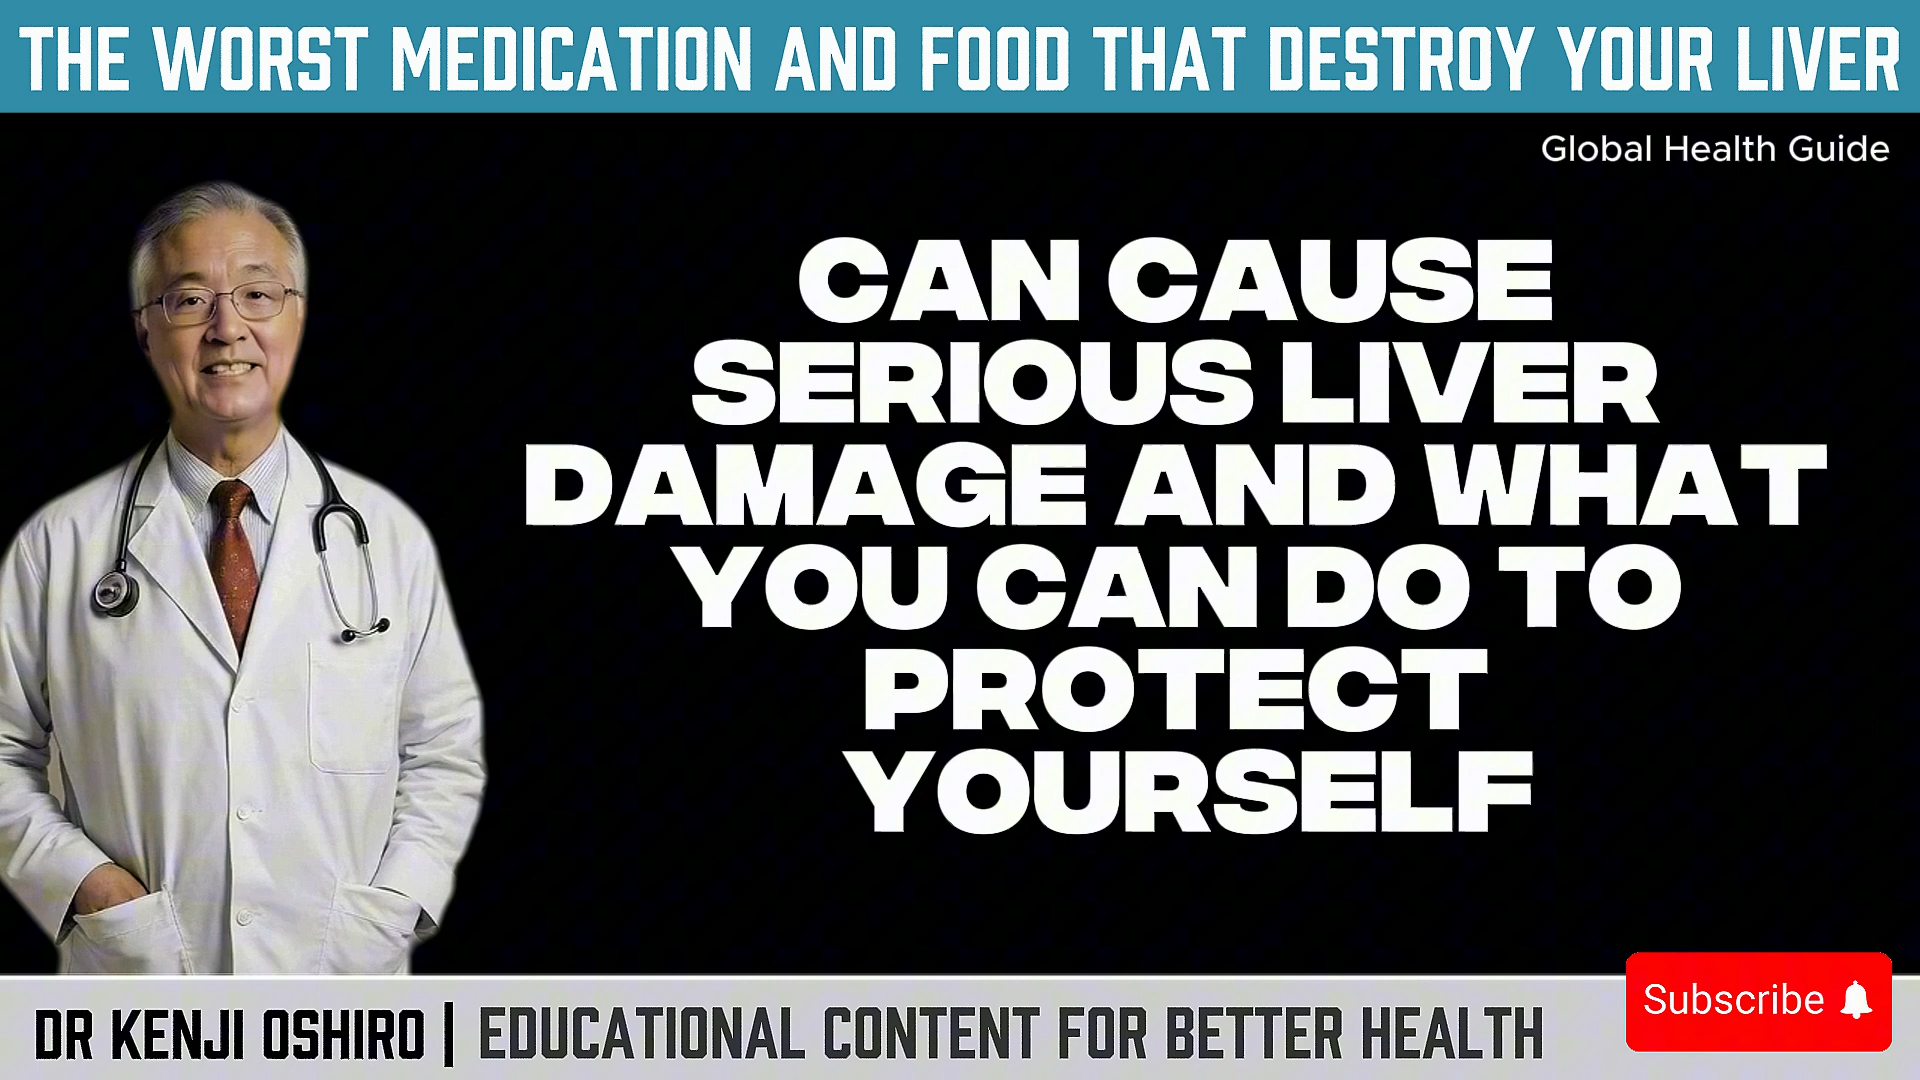 THE WORST MEDICATION AND FOOD THAT DESTROY YOUR LIVER
Global Health Guide
CAN CAUSE
SERIOUS LIVER
DAMAGE AND WHAT
YOU CAN DO TO
PROTECT
YOURSELF
DR KENJI OSHIRO | EDUCATIONAL CONTENT FOR BETTER HEALTH
Subscribe